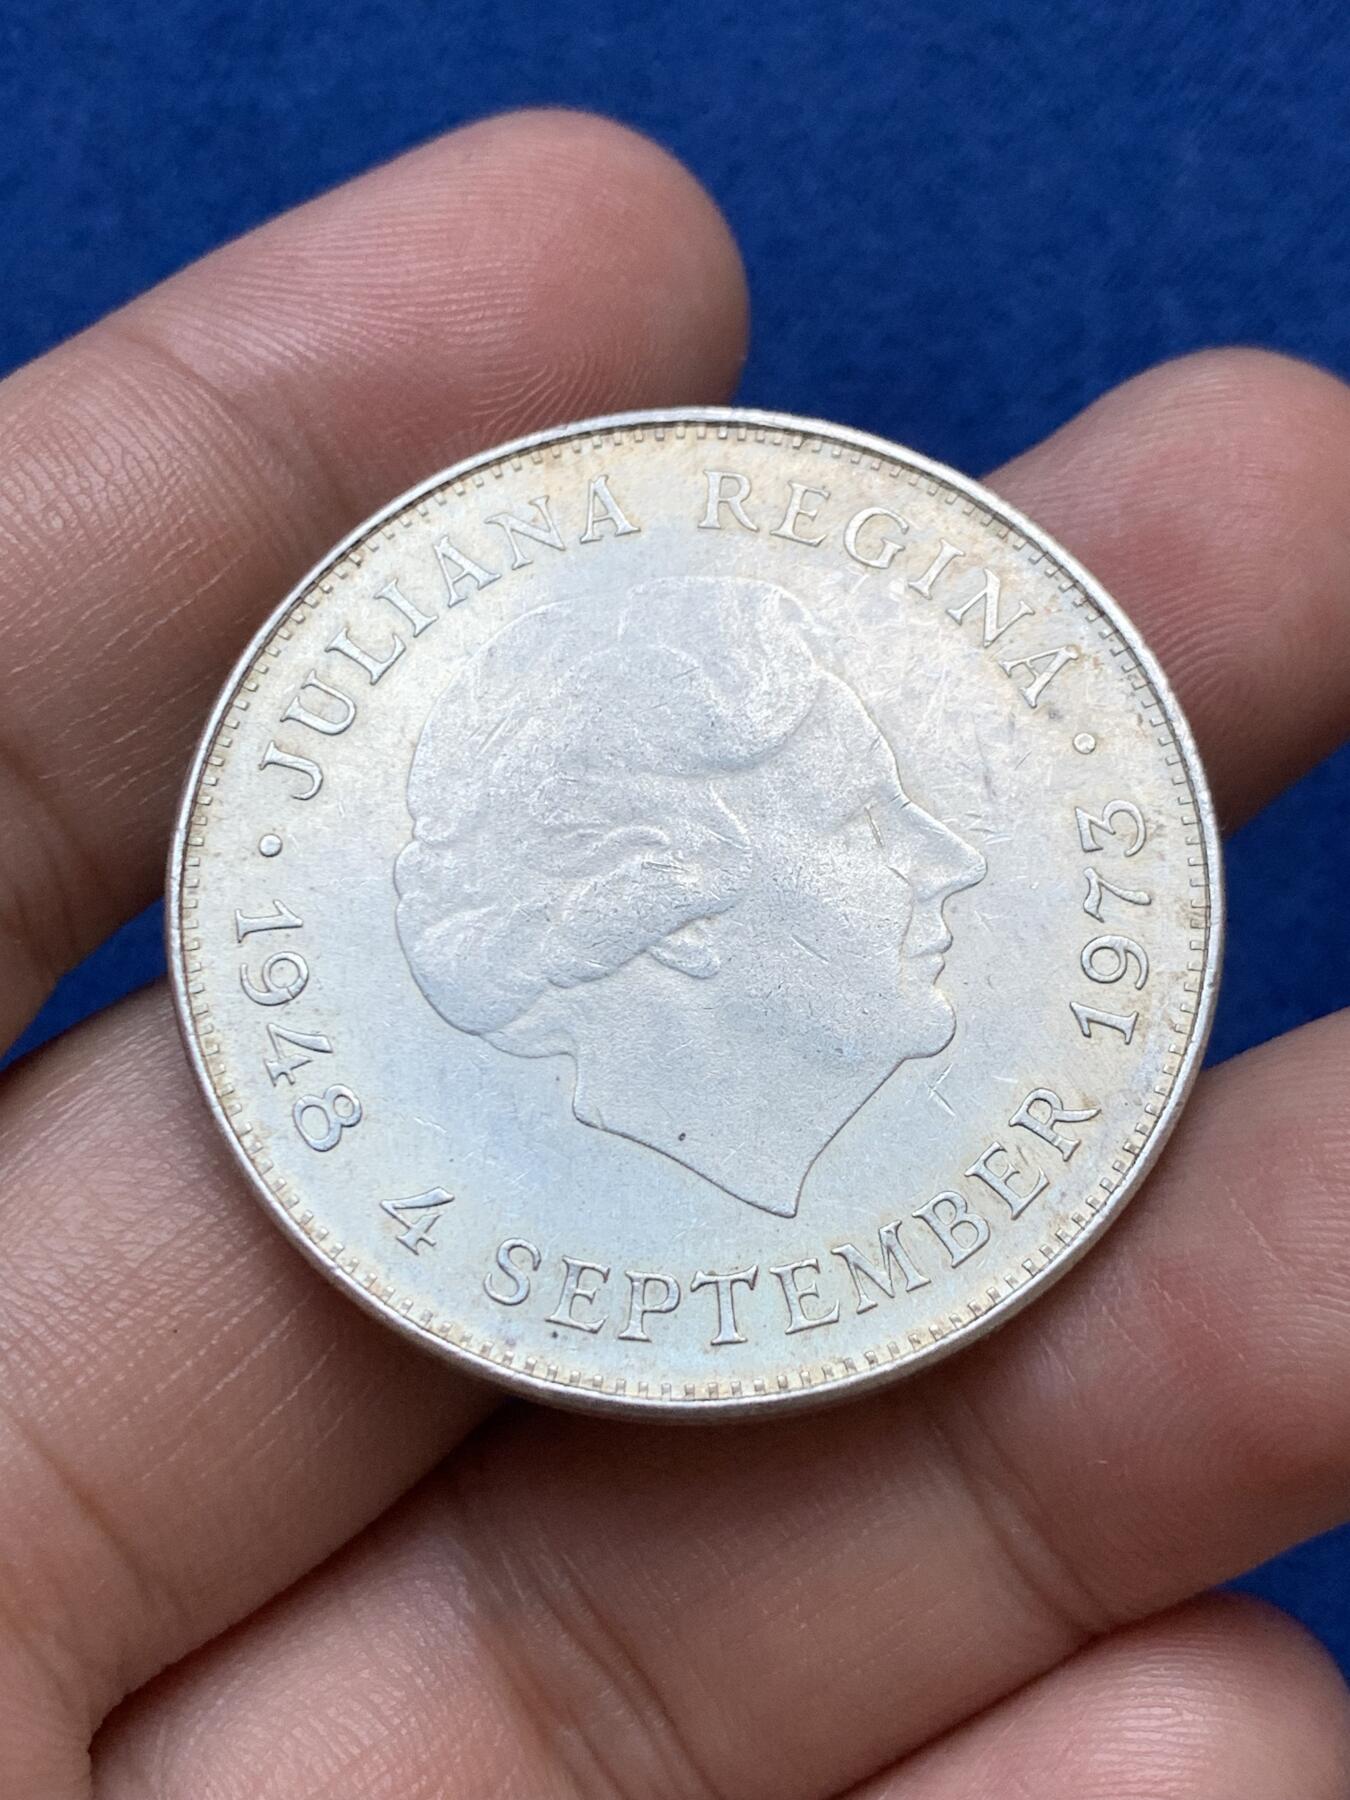 · JULIANA REGINA ·
1948 4 SEPTEMBER 1973